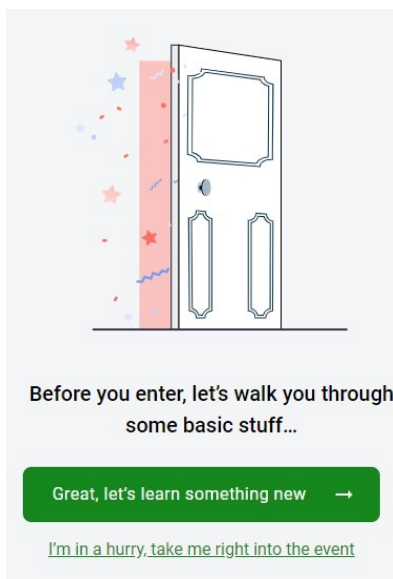 Before you enter, let's walk you through
some basic stuff...
Great, let's learn something new →
I'm in a hurry, take me right into the event